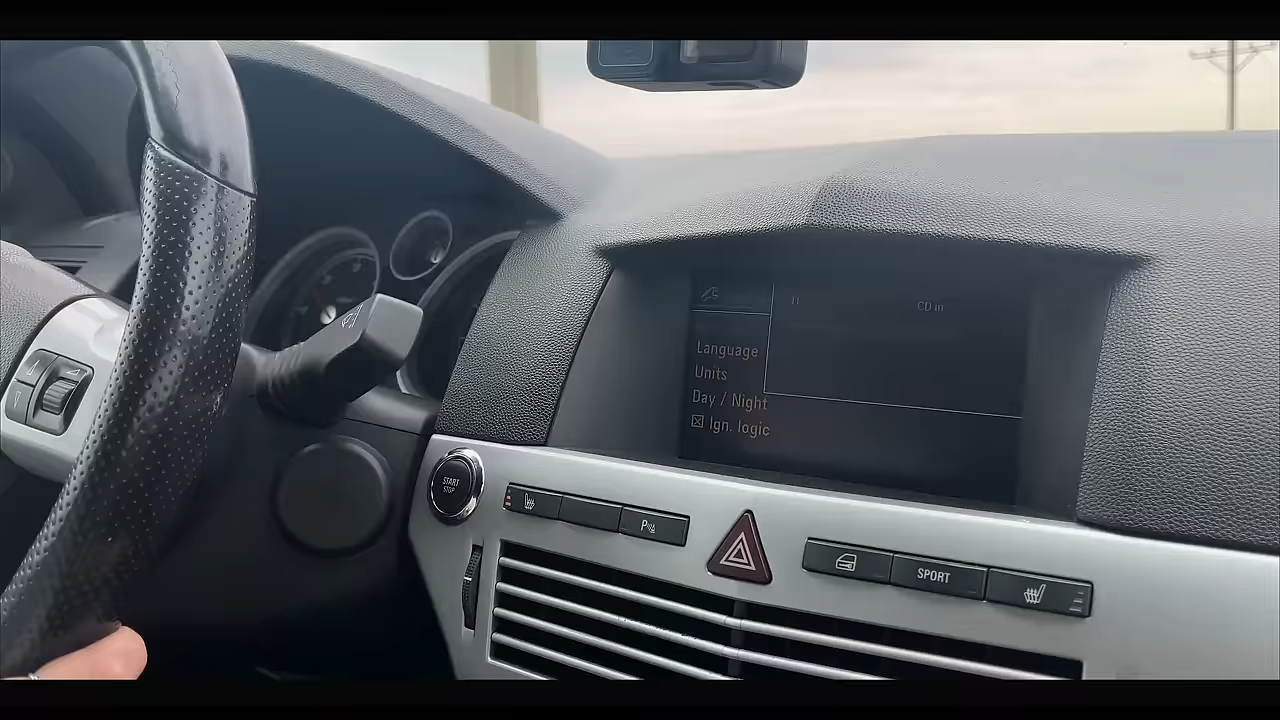 CD in
Language
Units
Day / Night
Ign. logic
START
STOP
P
SPORT